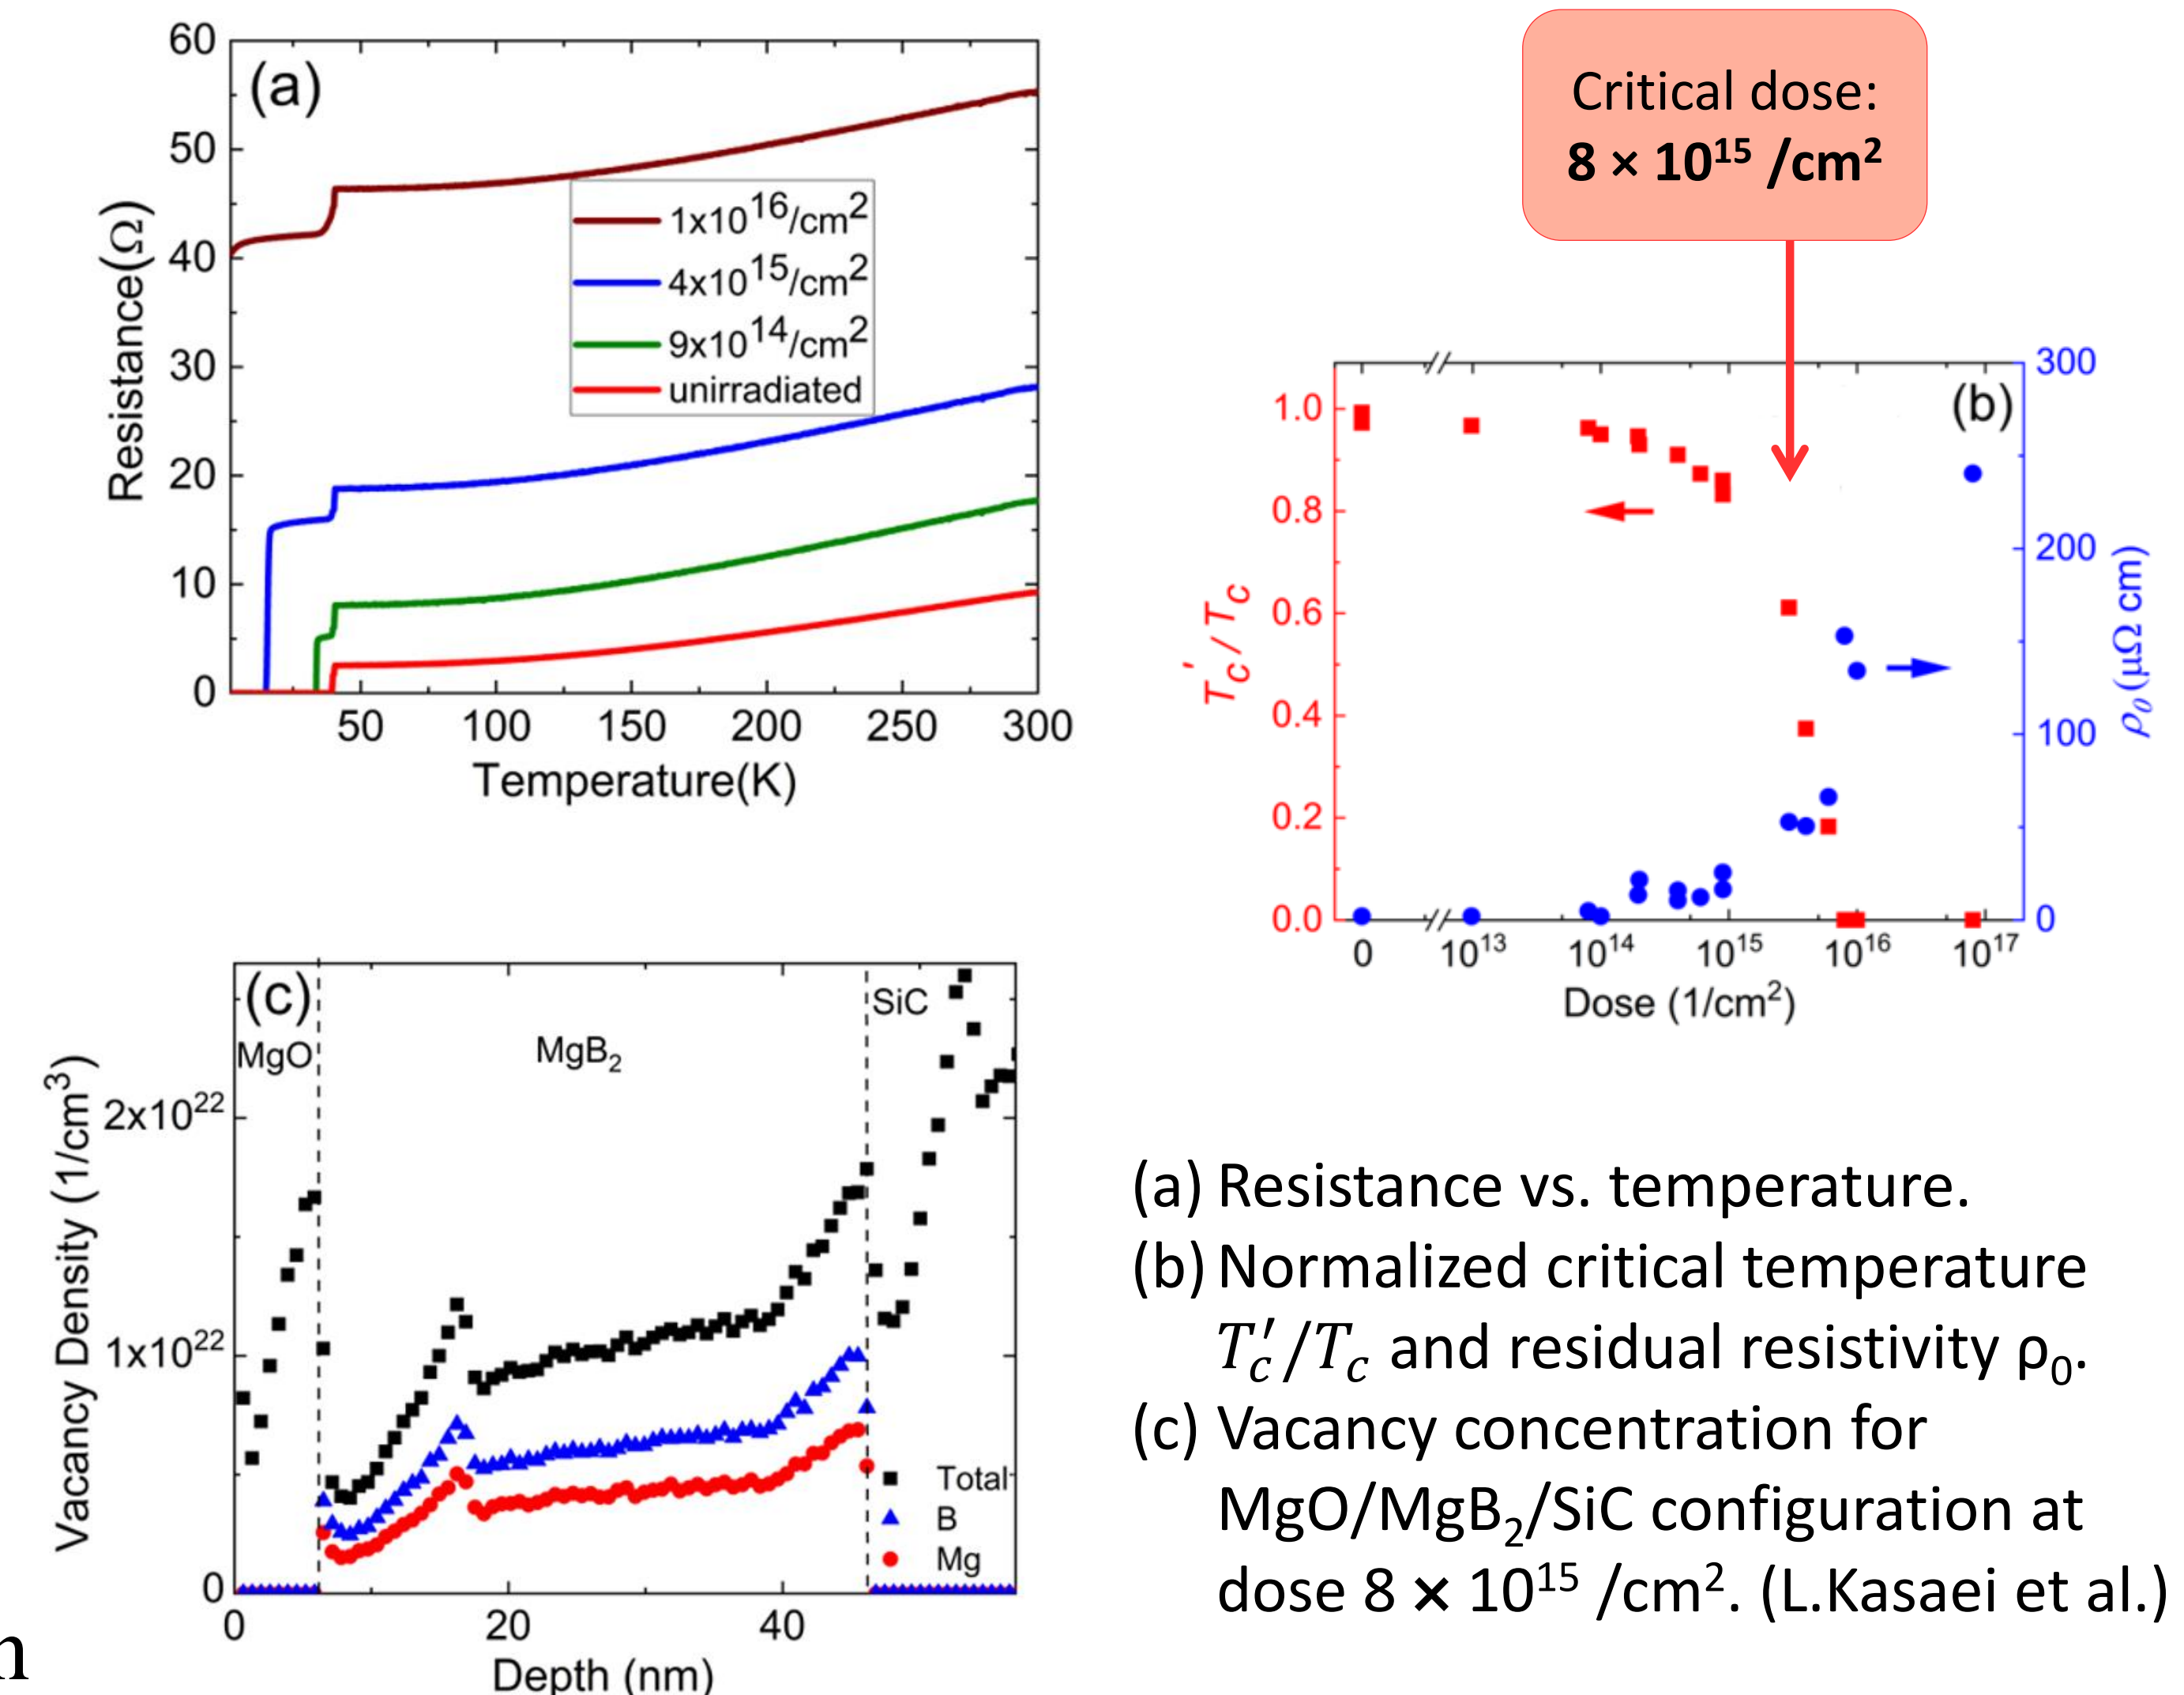 60
50
40
30
20
10
0
Resistance(Ω)
(a)
1x10¹⁶/cm²
4x10¹⁵/cm²
9x10¹⁴/cm²
unirradiated
50 100 150 200 250 300
Temperature(K)
Critical dose:
8 × 10¹⁵ /cm²
(b)
1.0
0.8
0.6
0.4
0.2
0.0
T꜀′ / T꜀
300
200
100
0
ρ₀ (μΩ cm)
0 10¹³ 10¹⁴ 10¹⁵ 10¹⁶ 10¹⁷
Dose (1/cm²)
(c)
MgO
MgB₂
SiC
2x10²²
1x10²²
0
Vacancy Density (1/cm³)
Total
B
Mg
0 20 40
Depth (nm)
n
(a) Resistance vs. temperature.
(b) Normalized critical temperature
T꜀′/T꜀ and residual resistivity ρ₀.
(c) Vacancy concentration for
MgO/MgB₂/SiC configuration at
dose 8 × 10¹⁵ /cm². (L.Kasaei et al.)